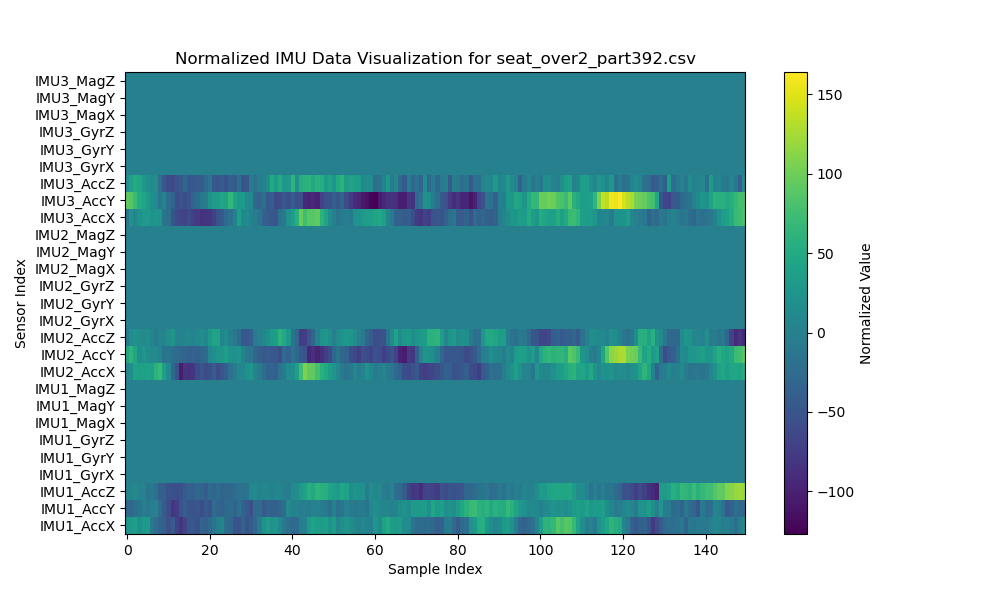 Normalized IMU Data Visualization for seat_over2_part392.csv
IMU3_MagZ
IMU3_MagY
IMU3_MagX
IMU3_GyrZ
IMU3_GyrY
IMU3_GyrX
IMU3_AccZ
IMU3_AccY
IMU3_AccX
IMU2_MagZ
IMU2_MagY
IMU2_MagX
IMU2_GyrZ
IMU2_GyrY
IMU2_GyrX
IMU2_AccZ
IMU2_AccY
IMU2_AccX
IMU1_MagZ
IMU1_MagY
IMU1_MagX
IMU1_GyrZ
IMU1_GyrY
IMU1_GyrX
IMU1_AccZ
IMU1_AccY
IMU1_AccX
Sensor Index
0 20 40 60 80 100 120 140
Sample Index
150
100
50
0
−50
−100
Normalized Value